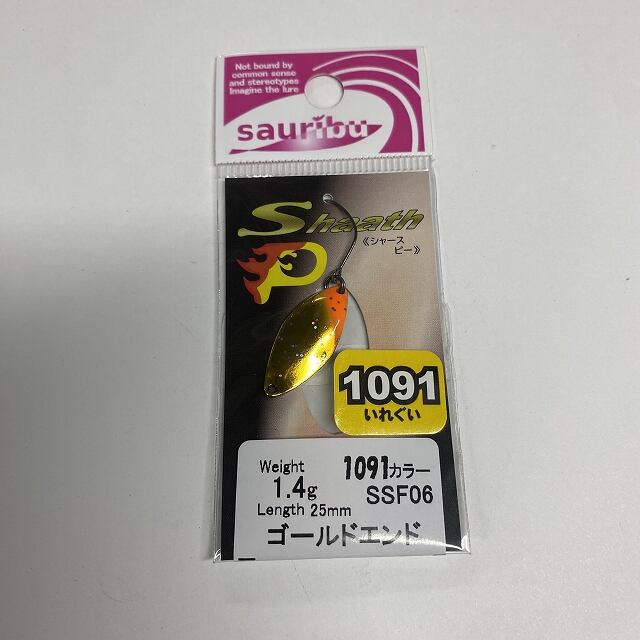 Not bound by
common sense
and stereotypes
Imagine the lure
sauribu
Shaath
《シャース
ピー》
P
1091
いれぐい
Weight
1.4g
Length 25mm
1091カラー
SSF06
ゴールドエンド